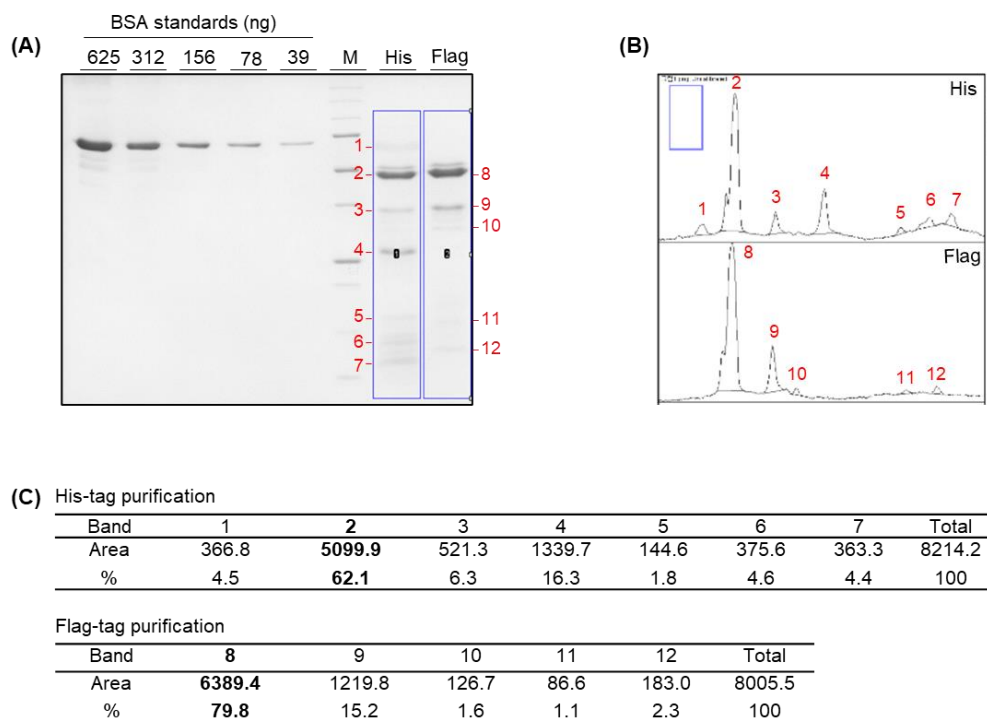 BSA standards (ng)
(A)
625 312 156 78 39 M His Flag
1
2
3
4
5
6
7
8
9
10
11
12
1
2
(B)
His
1
2
3
4
5
6
7
Flag
8
9
10
11
12
(C) His-tag purification
Band 1 2 3 4 5 6 7 Total
Area 366.8 5099.9 521.3 1339.7 144.6 375.6 363.3 8214.2
% 4.5 62.1 6.3 16.3 1.8 4.6 4.4 100
Flag-tag purification
Band 8 9 10 11 12 Total
Area 6389.4 1219.8 126.7 86.6 183.0 8005.5
% 79.8 15.2 1.6 1.1 2.3 100